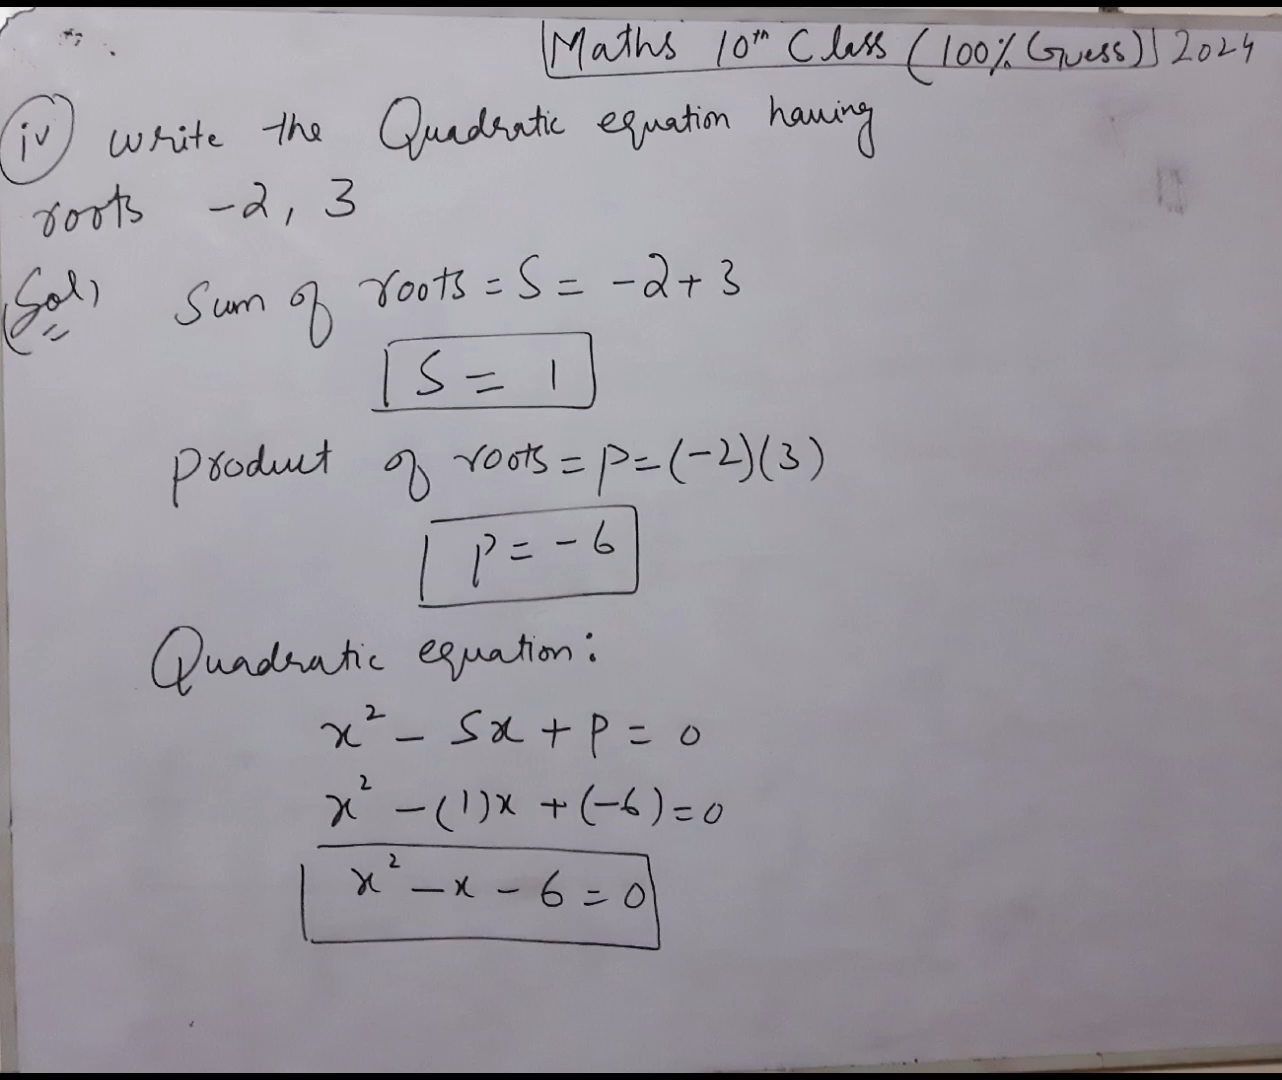 Maths 10th Class (100% Guess) 2024
(iv) write the Quadratic equation having
roots -2, 3
Sol) Sum of roots = S = -2+3
S = 1
product of roots = P = (-2)(3)
P = -6
Quadratic equation:
x² - Sx + P = 0
x² - (1)x + (-6) = 0
x² - x - 6 = 0